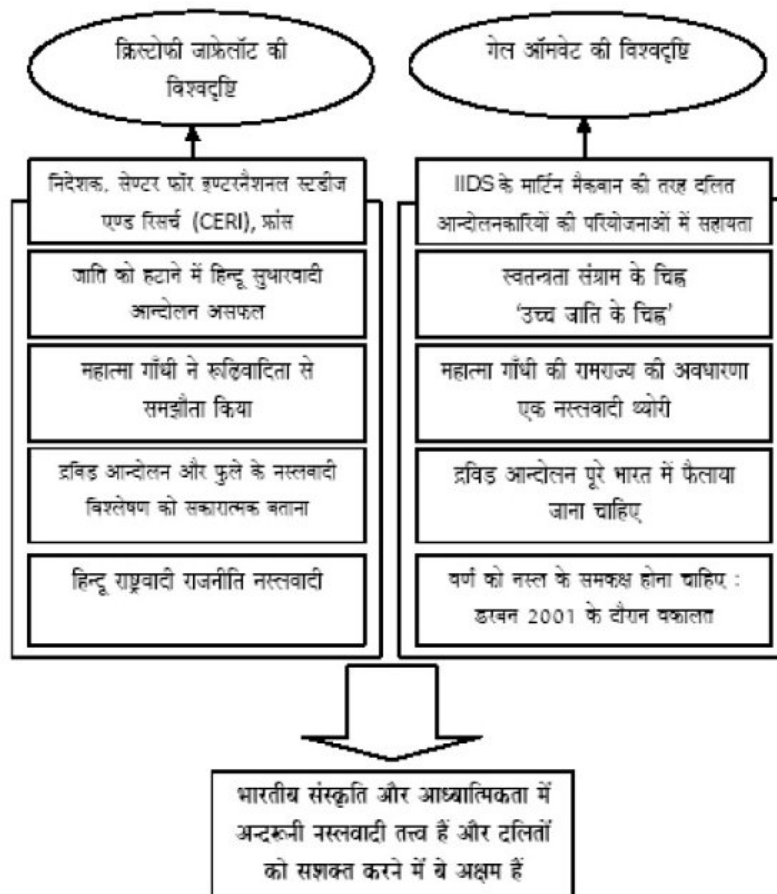 क्रिस्टोफी जाफ्रेलॉट की
विश्वदृष्टि
निदेशक, सेण्टर फॉर इण्टरनैशनल स्टडीज
एण्ड रिसर्च (CERI), फ्रांस
जाति को हटाने में हिन्दू सुधारवादी
आन्दोलन असफल
महात्मा गाँधी ने रूढ़िवादिता से
समझौता किया
द्रविड़ आन्दोलन और फुले के नस्लवादी
विश्लेषण को सकारात्मक बताना
हिन्दू राष्ट्रवादी राजनीति नस्लवादी
गेल ऑमवेट की विश्वदृष्टि
IIDS के मार्टिन मैकवान की तरह दलित
आन्दोलनकारियों की परियोजनाओं में सहायता
स्वतन्त्रता संग्राम के चिह्न
'उच्च जाति के चिह्न'
महात्मा गाँधी की रामराज्य की अवधारणा
एक नस्लवादी थ्योरी
द्रविड़ आन्दोलन पूरे भारत में फैलाया
जाना चाहिए
वर्ण को नस्ल के समकक्ष होना चाहिए :
डरबन 2001 के दौरान वकालत
भारतीय संस्कृति और आध्यात्मिकता में
अन्दरूनी नस्लवादी तत्त्व हैं और दलितों
को सशक्त करने में वे अक्षम हैं